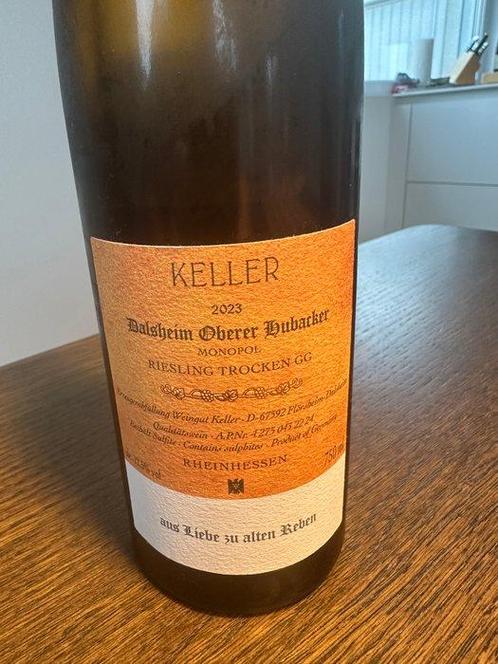 KELLER
2023
Dalsheim Oberer Hubacker
MONOPOL
RIESLING TROCKEN GG
Erzeugerabfüllung Weingut Keller - D-67592 Flörsheim-Dalsheim
Qualitätswein - A.P.Nr. 4 275 045 22 24
Enthält Sulfite - Contains sulphites - Product of Germany
vol 750 ml
RHEINHESSEN
aus Liebe zu alten Reben